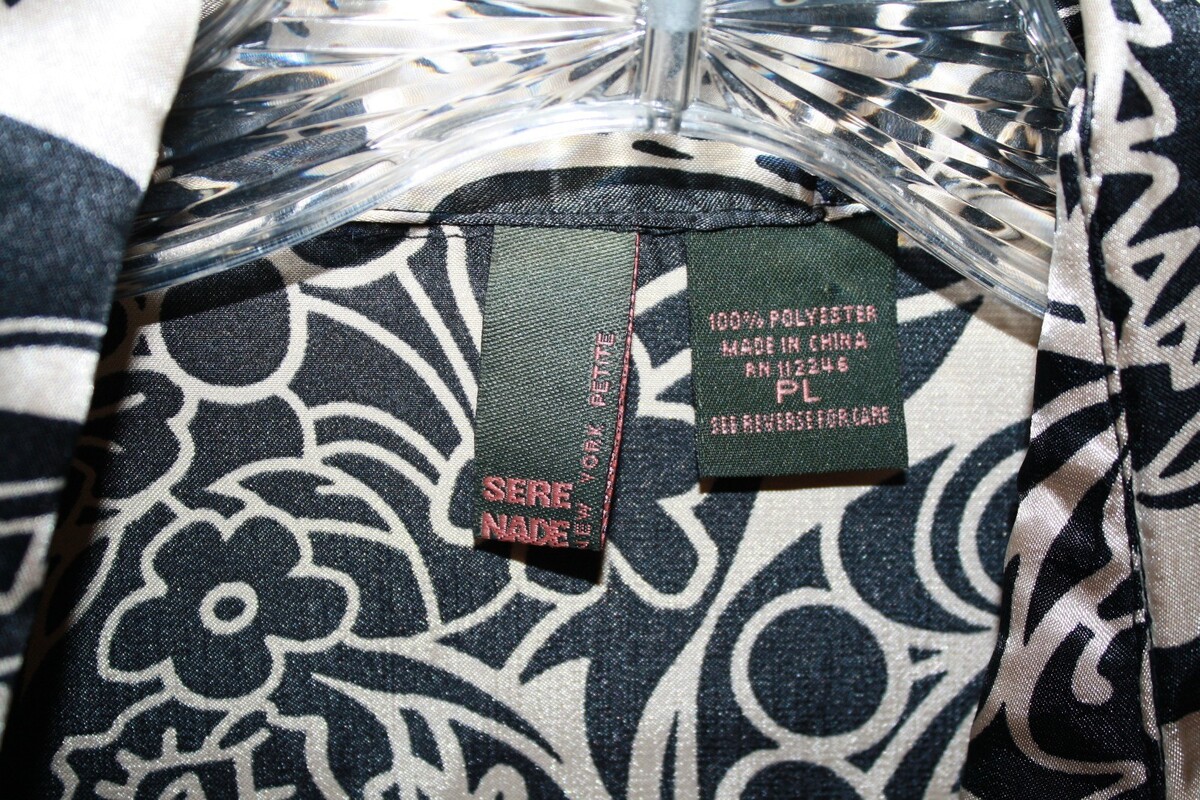 SERE
NADE
NEW YORK PETITE
100% POLYESTER
MADE IN CHINA
RN 112246
PL
SEE REVERSE FOR CARE